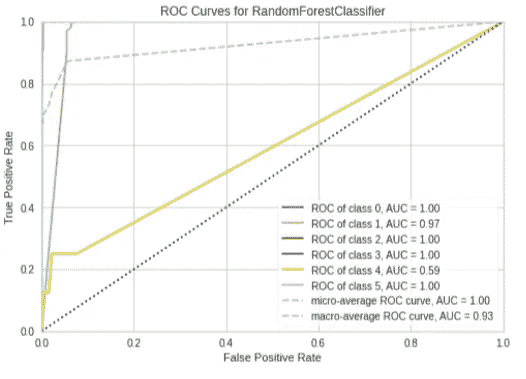 ROC Curves for RandomForestClassifier
1.0
0.8
0.6
0.4
0.2
0.0
True Positive Rate
ROC of class 0, AUC = 1.00
ROC of class 1, AUC = 0.97
ROC of class 2, AUC = 1.00
ROC of class 3, AUC = 1.00
ROC of class 4, AUC = 0.59
ROC of class 5, AUC = 1.00
micro-average ROC curve, AUC = 1.00
macro-average ROC curve, AUC = 0.93
0.0 0.2 0.4 0.6 0.8 1.0
False Positive Rate